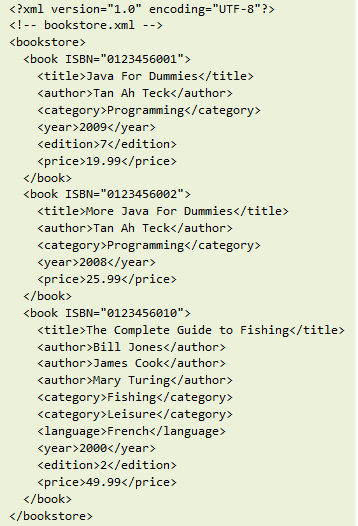 <?xml version="1.0" encoding="UTF-8"?>
<!-- bookstore.xml -->
<bookstore>
  <book ISBN="0123456001">
    <title>Java For Dummies</title>
    <author>Tan Ah Teck</author>
    <category>Programming</category>
    <year>2009</year>
    <edition>7</edition>
    <price>19.99</price>
  </book>
  <book ISBN="0123456002">
    <title>More Java For Dummies</title>
    <author>Tan Ah Teck</author>
    <category>Programming</category>
    <year>2008</year>
    <price>25.99</price>
  </book>
  <book ISBN="0123456010">
    <title>The Complete Guide to Fishing</title>
    <author>Bill Jones</author>
    <author>James Cook</author>
    <author>Mary Turing</author>
    <category>Fishing</category>
    <category>Leisure</category>
    <language>French</language>
    <year>2000</year>
    <edition>2</edition>
    <price>49.99</price>
  </book>
</bookstore>